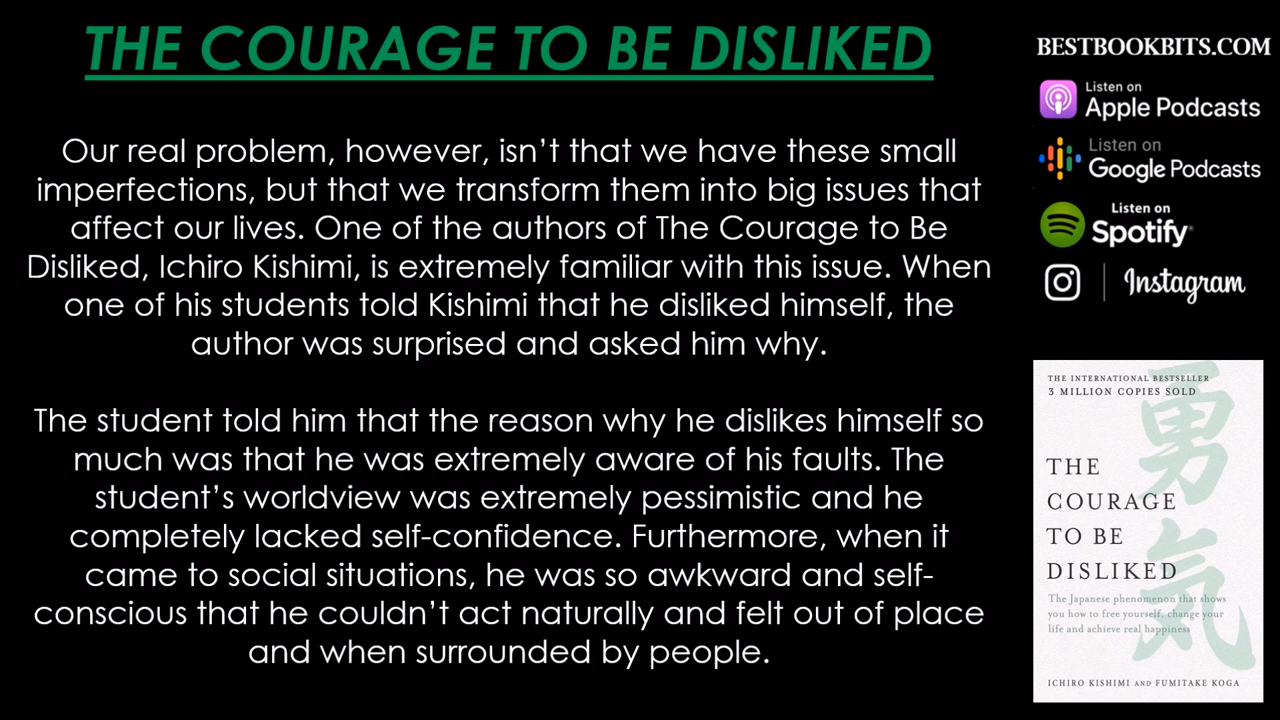 THE COURAGE TO BE DISLIKED
Our real problem, however, isn’t that we have these small
imperfections, but that we transform them into big issues that
affect our lives. One of the authors of The Courage to Be
Disliked, Ichiro Kishimi, is extremely familiar with this issue. When
one of his students told Kishimi that he disliked himself, the
author was surprised and asked him why.
The student told him that the reason why he dislikes himself so
much was that he was extremely aware of his faults. The
student’s worldview was extremely pessimistic and he
completely lacked self-confidence. Furthermore, when it
came to social situations, he was so awkward and self-
conscious that he couldn’t act naturally and felt out of place
and when surrounded by people.
BESTBOOKBITS.COM
Listen on
Apple Podcasts
Listen on
Google Podcasts
Listen on
Spotify
Instagram
THE INTERNATIONAL BESTSELLER
3 MILLION COPIES SOLD
勇
気
THE
COURAGE
TO BE
DISLIKED
The Japanese phenomenon that shows
you how to free yourself, change your
life and achieve real happiness
ICHIRO KISHIMI AND FUMITAKE KOGA